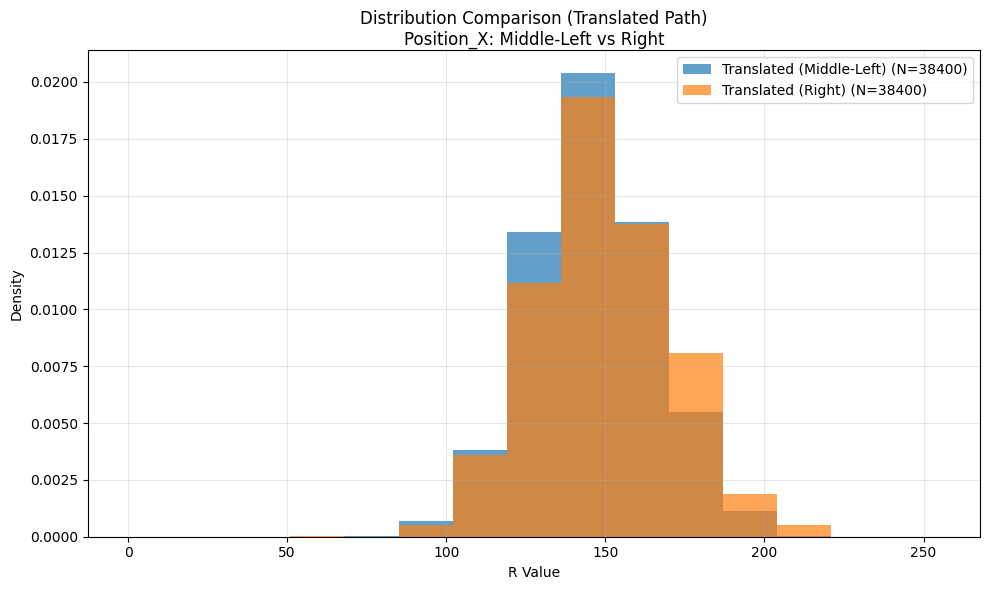 Distribution Comparison (Translated Path)
Position_X: Middle-Left vs Right
Translated (Middle-Left) (N=38400)
Translated (Right) (N=38400)
0.0200
0.0175
0.0150
0.0125
0.0100
0.0075
0.0050
0.0025
0.0000
Density
0 50 100 150 200 250
R Value